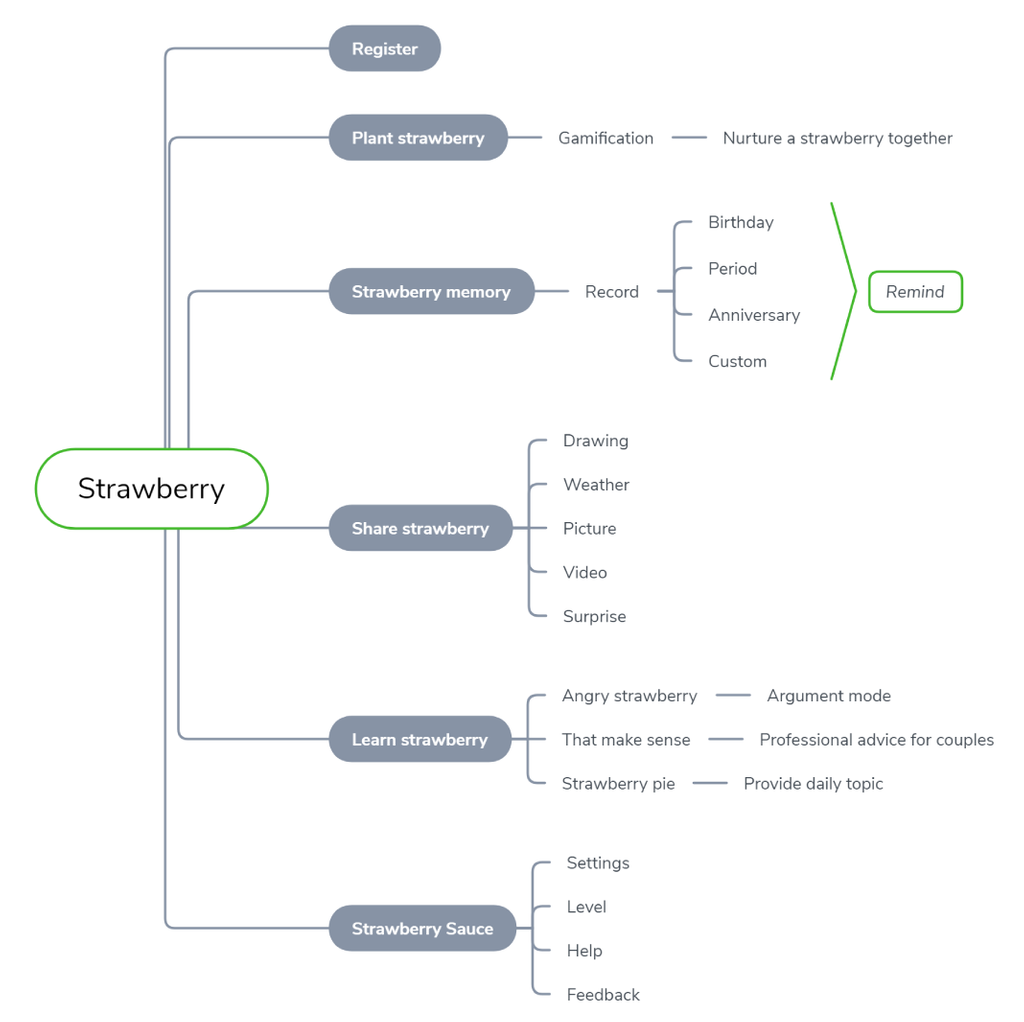 Register
Plant strawberry
Gamification
Nurture a strawberry together
Strawberry memory
Record
Birthday
Period
Anniversary
Custom
Remind
Strawberry
Share strawberry
Drawing
Weather
Picture
Video
Surprise
Learn strawberry
Angry strawberry
Argument mode
That make sense
Professional advice for couples
Strawberry pie
Provide daily topic
Strawberry Sauce
Settings
Level
Help
Feedback